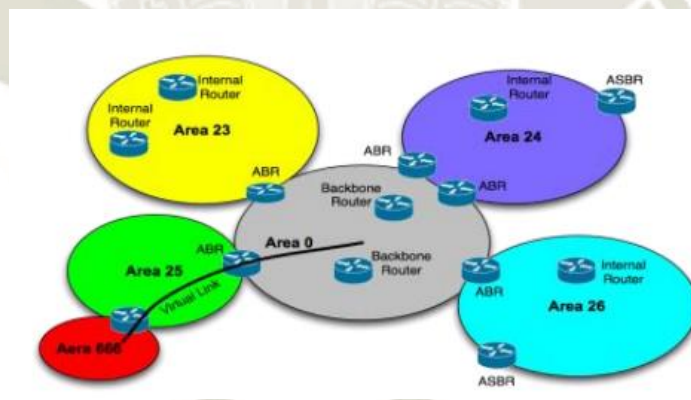 Internal
Router
Internal
Router
Area 23
ABR
Internal
Router
ASBR
Area 24
ABR
ABR
Backbone
Router
Area 0
Backbone
Router
ABR
Area 25
Virtual Link
Aera 666
Internal
Router
ABR
Area 26
ASBR